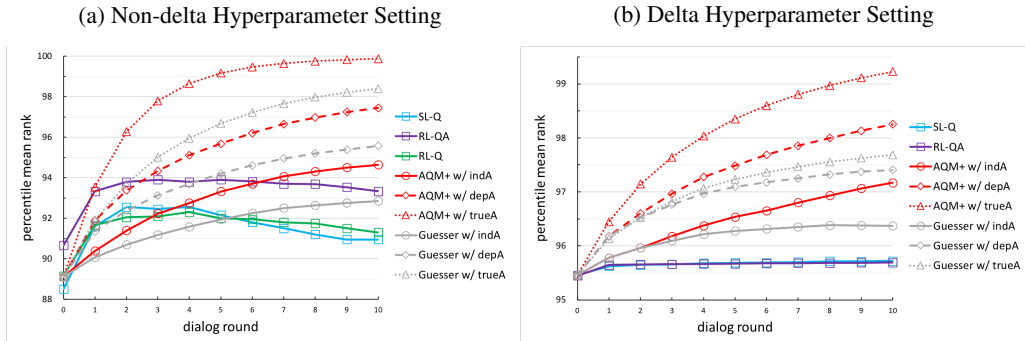 (a) Non-delta Hyperparameter Setting
percentile mean rank
100
98
96
94
92
90
88
0 1 2 3 4 5 6 7 8 9 10
dialog round
SL-Q
RL-QA
RL-Q
AQM+ w/ indA
AQM+ w/ depA
AQM+ w/ trueA
Guesser w/ indA
Guesser w/ depA
Guesser w/ trueA
(b) Delta Hyperparameter Setting
percentile mean rank
99
98
97
96
95
0 1 2 3 4 5 6 7 8 9 10
dialog round
SL-Q
RL-QA
AQM+ w/ indA
AQM+ w/ depA
AQM+ w/ trueA
Guesser w/ indA
Guesser w/ depA
Guesser w/ trueA